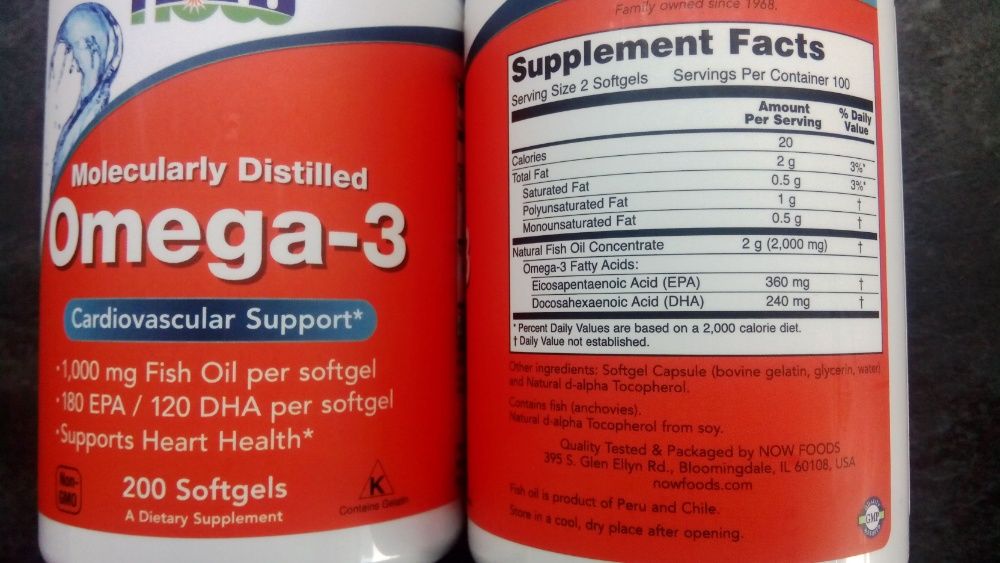 NOW
Molecularly Distilled
Omega-3
Cardiovascular Support*
•1,000 mg Fish Oil per softgel
•180 EPA / 120 DHA per softgel
•Supports Heart Health*
Non-
GMO
200 Softgels
A Dietary Supplement
K
Contains Gelatin
Family owned since 1968.
Supplement Facts
Serving Size 2 Softgels Servings Per Container 100
Amount Per Serving % Daily Value
Calories 20
Total Fat 2 g 3%*
Saturated Fat 0.5 g 3%*
Polyunsaturated Fat 1 g †
Monounsaturated Fat 0.5 g †
Natural Fish Oil Concentrate 2 g (2,000 mg) †
Omega-3 Fatty Acids:
Eicosapentaenoic Acid (EPA) 360 mg †
Docosahexaenoic Acid (DHA) 240 mg †
* Percent Daily Values are based on a 2,000 calorie diet.
† Daily Value not established.
Other ingredients: Softgel Capsule (bovine gelatin, glycerin, water)
and Natural d-alpha Tocopherol.
Contains fish (anchovies).
Natural d-alpha Tocopherol from soy.
Quality Tested & Packaged by NOW FOODS
395 S. Glen Ellyn Rd., Bloomingdale, IL 60108, USA
nowfoods.com
Fish oil is product of Peru and Chile.
Store in a cool, dry place after opening.
GMP